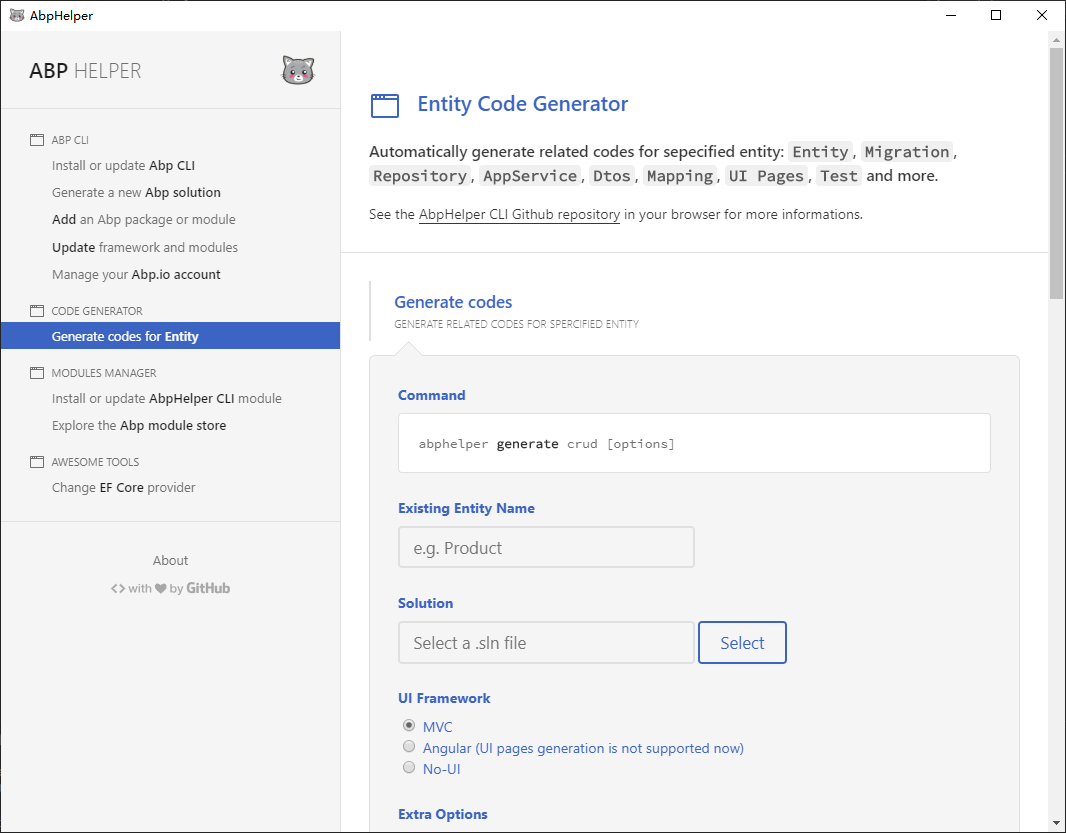 AbpHelper
ABP HELPER
ABP CLI
Install or update Abp CLI
Generate a new Abp solution
Add an Abp package or module
Update framework and modules
Manage your Abp.io account
CODE GENERATOR
Generate codes for Entity
MODULES MANAGER
Install or update AbpHelper CLI module
Explore the Abp module store
AWESOME TOOLS
Change EF Core provider
About
<> with ♥ by GitHub
Entity Code Generator
Automatically generate related codes for sepecified entity: Entity, Migration,
Repository, AppService, Dtos, Mapping, UI Pages, Test and more.
See the AbpHelper CLI Github repository in your browser for more informations.
Generate codes
GENERATE RELATED CODES FOR SPERCIFIED ENTITY
Command
abphelper generate crud [options]
Existing Entity Name
e.g. Product
Solution
Select a .sln file
Select
UI Framework
MVC
Angular (UI pages generation is not supported now)
No-UI
Extra Options